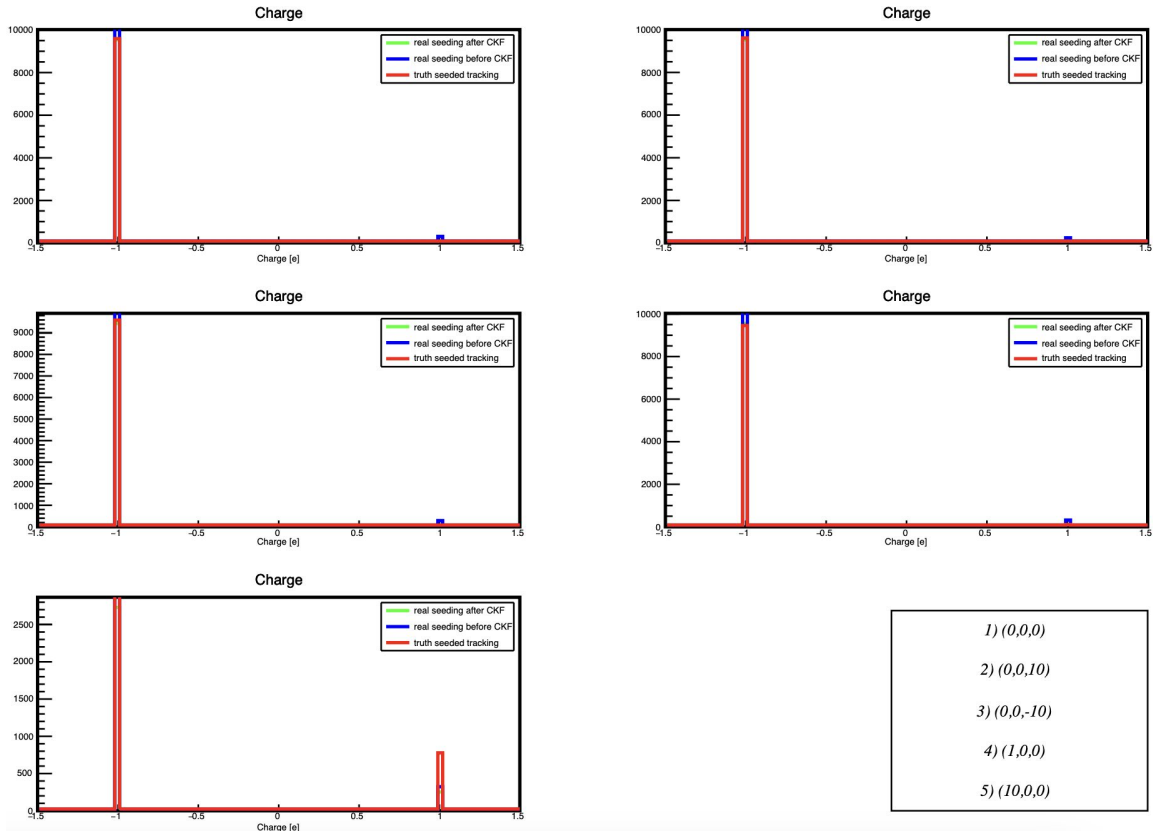 Charge
10000
8000
6000
4000
2000
0
real seeding after CKF
real seeding before CKF
truth seeded tracking
−1.5 −1 −0.5 0 0.5 1 1.5
Charge [e]
Charge
10000
8000
6000
4000
2000
0
real seeding after CKF
real seeding before CKF
truth seeded tracking
−1.5 −1 −0.5 0 0.5 1 1.5
Charge [e]
Charge
9000
8000
7000
6000
5000
4000
3000
2000
1000
0
real seeding after CKF
real seeding before CKF
truth seeded tracking
−1.5 −1 −0.5 0 0.5 1 1.5
Charge [e]
Charge
10000
8000
6000
4000
2000
0
real seeding after CKF
real seeding before CKF
truth seeded tracking
−1.5 −1 −0.5 0 0.5 1 1.5
Charge [e]
Charge
2500
2000
1500
1000
500
0
real seeding after CKF
real seeding before CKF
truth seeded tracking
−1.5 −1 −0.5 0 0.5 1 1.5
Charge [e]
1) (0,0,0)
2) (0,0,10)
3) (0,0,-10)
4) (1,0,0)
5) (10,0,0)